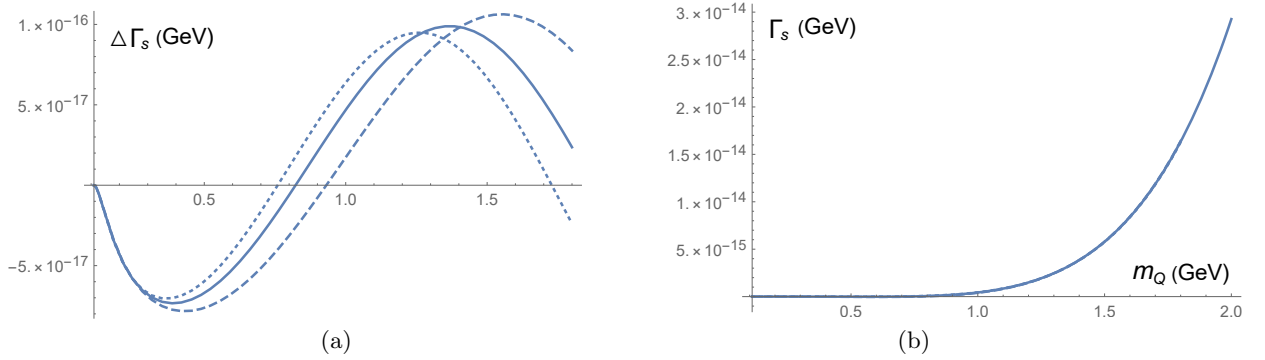 1. × 10⁻¹⁶
ΔΓₛ (GeV)
5. × 10⁻¹⁷
0.5 1.0 1.5
−5. × 10⁻¹⁷
(a)
3. × 10⁻¹⁴
Γₛ (GeV)
2.5 × 10⁻¹⁴
2. × 10⁻¹⁴
1.5 × 10⁻¹⁴
1. × 10⁻¹⁴
5. × 10⁻¹⁵
m_Q (GeV)
0.5 1.0 1.5 2.0
(b)